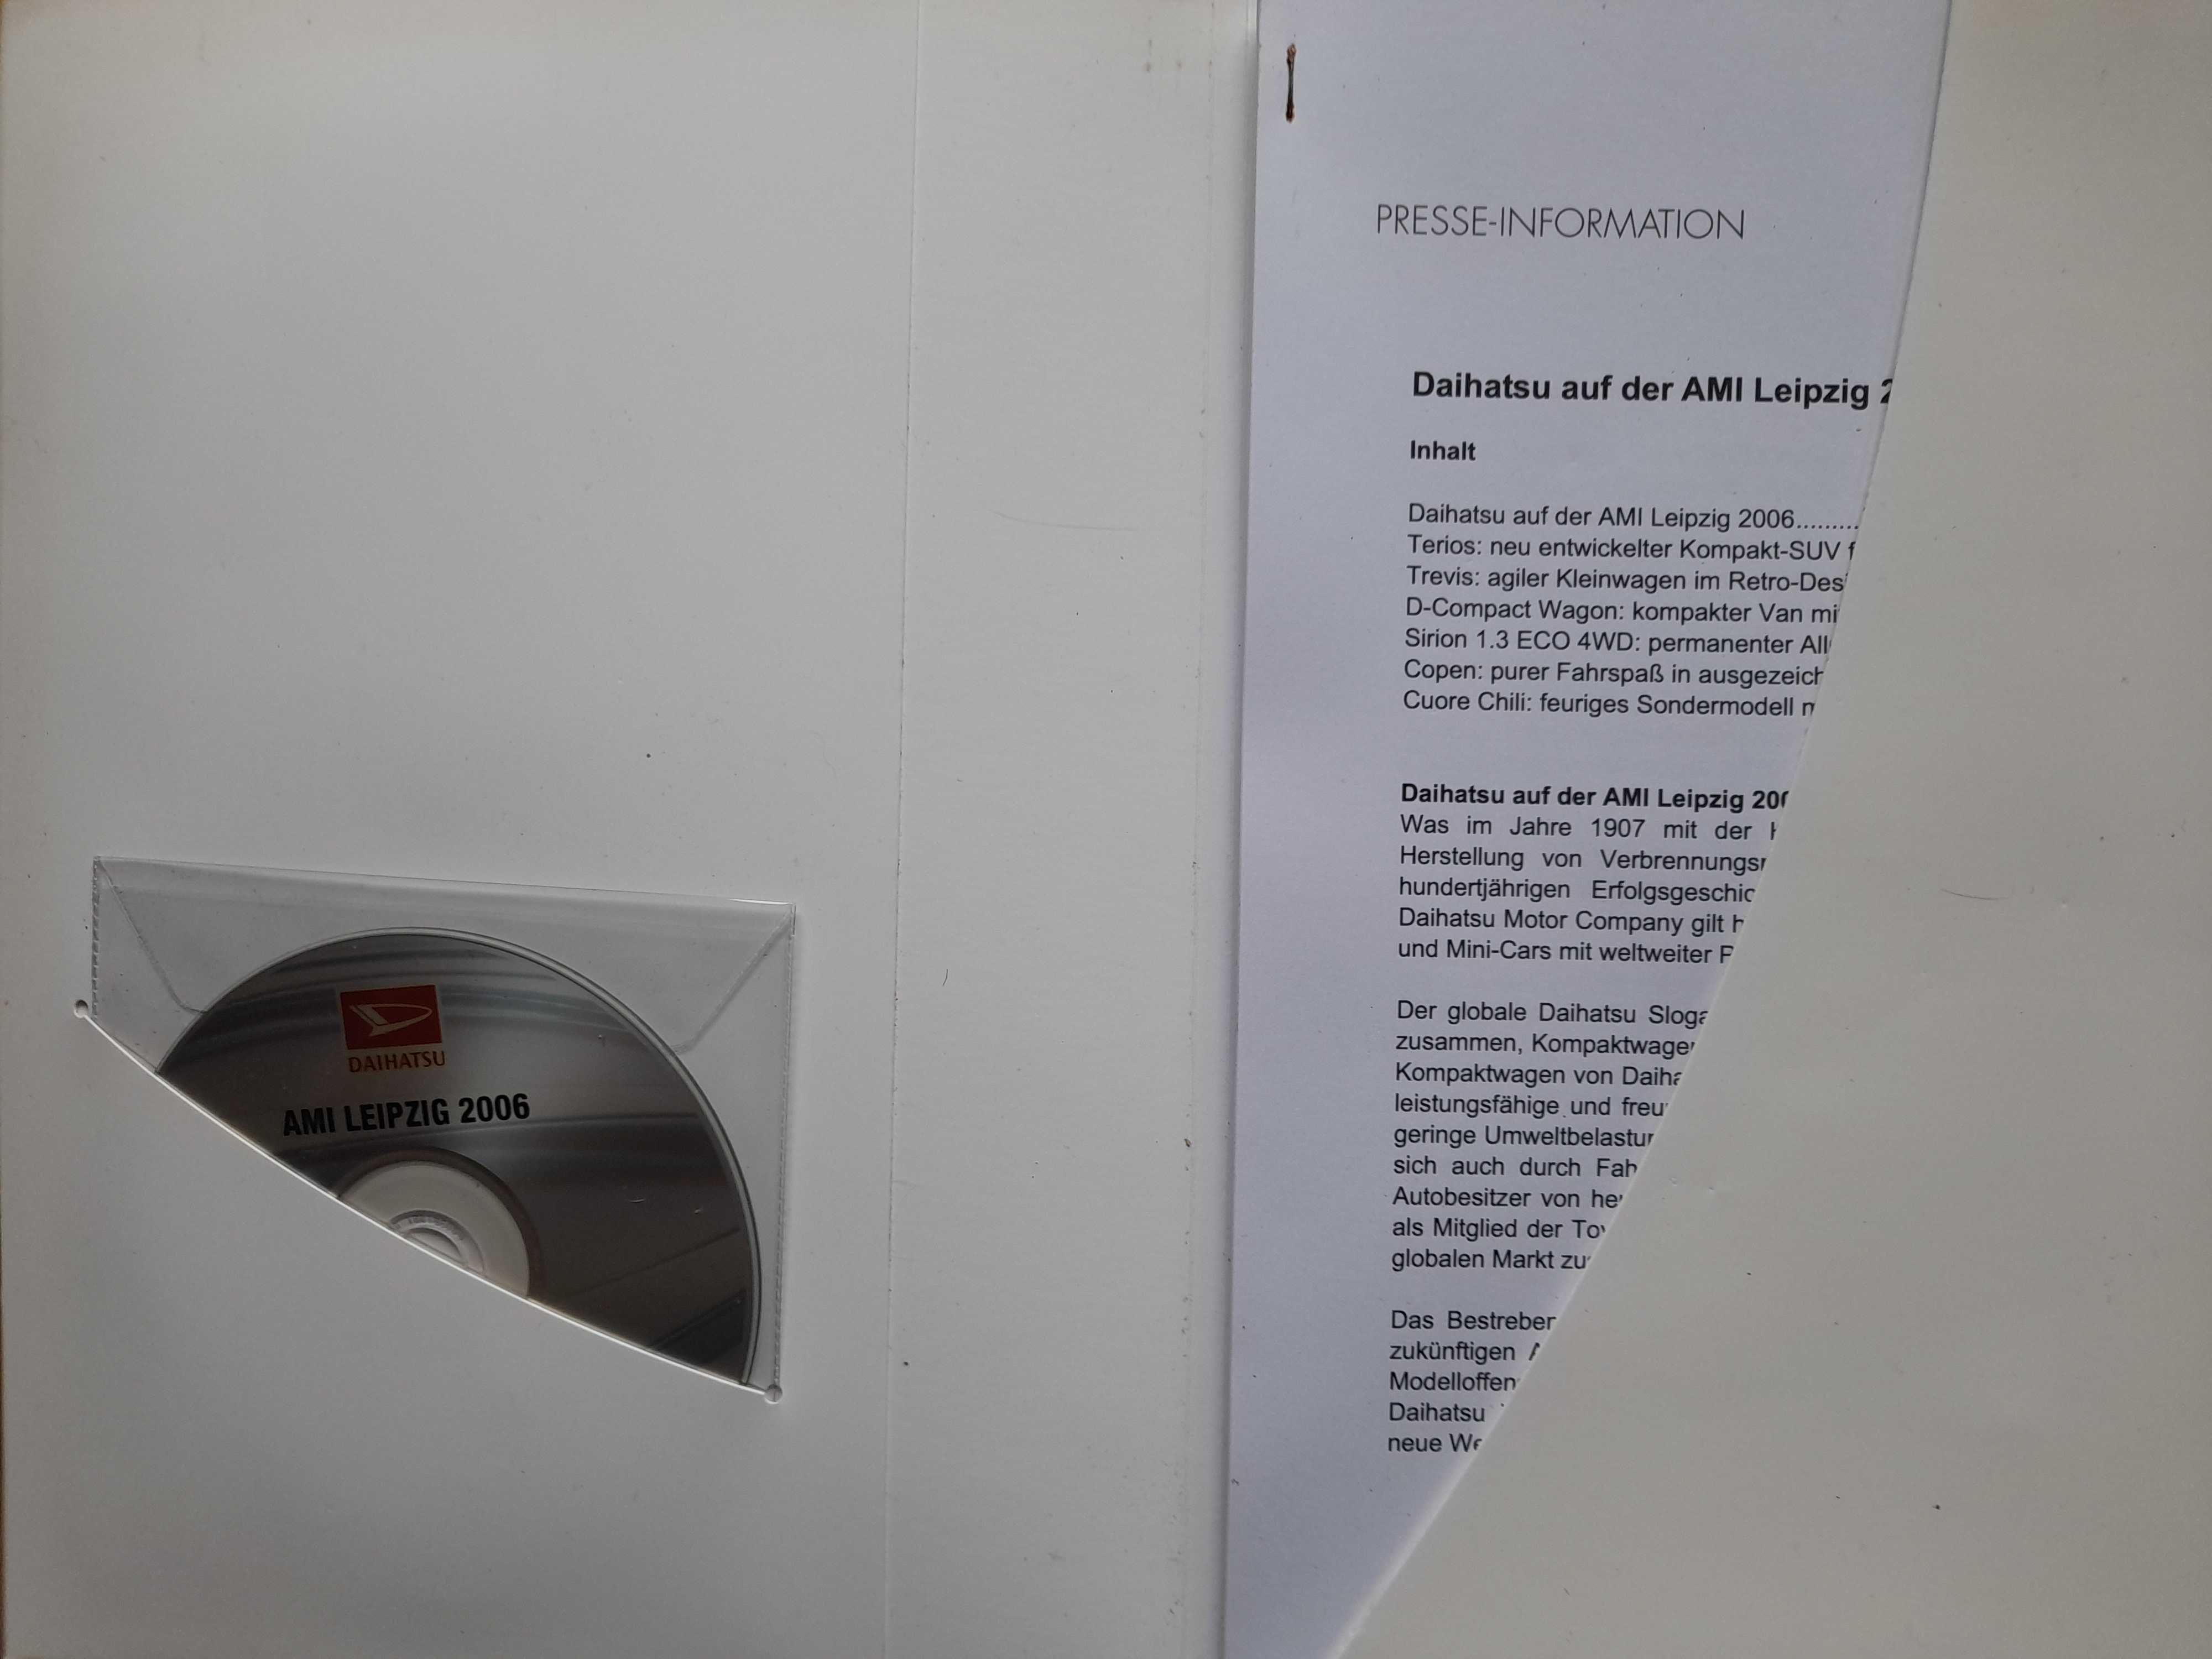 DAIHATSU
AMI LEIPZIG 2006
PRESSE-INFORMATION
Daihatsu auf der AMI Leipzig
Inhalt
Daihatsu auf der AMI Leipzig 2006.........
Terios: neu entwickelter Kompakt-SUV
Trevis: agiler Kleinwagen im
D-Compact Wagon: kompakter Van
Sirion 1.3 ECO 4WD: permanenter
Copen: purer Fahrspaß in
Cuore Chili: feuriges Sondermodell
Daihatsu auf der AMI Leipzig
Was im Jahre 1907 mit der
Herstellung von
hundertjährigen
Daihatsu Motor Company gilt
und Mini-Cars mit weltweiter
Der globale Daihatsu
zusammen,
Kompaktwagen von
leistungsfähige und
geringe
sich auch durch
Autobesitzer von
als Mitglied der
globalen Markt
Das
zukünftigen
Daihatsu
neue